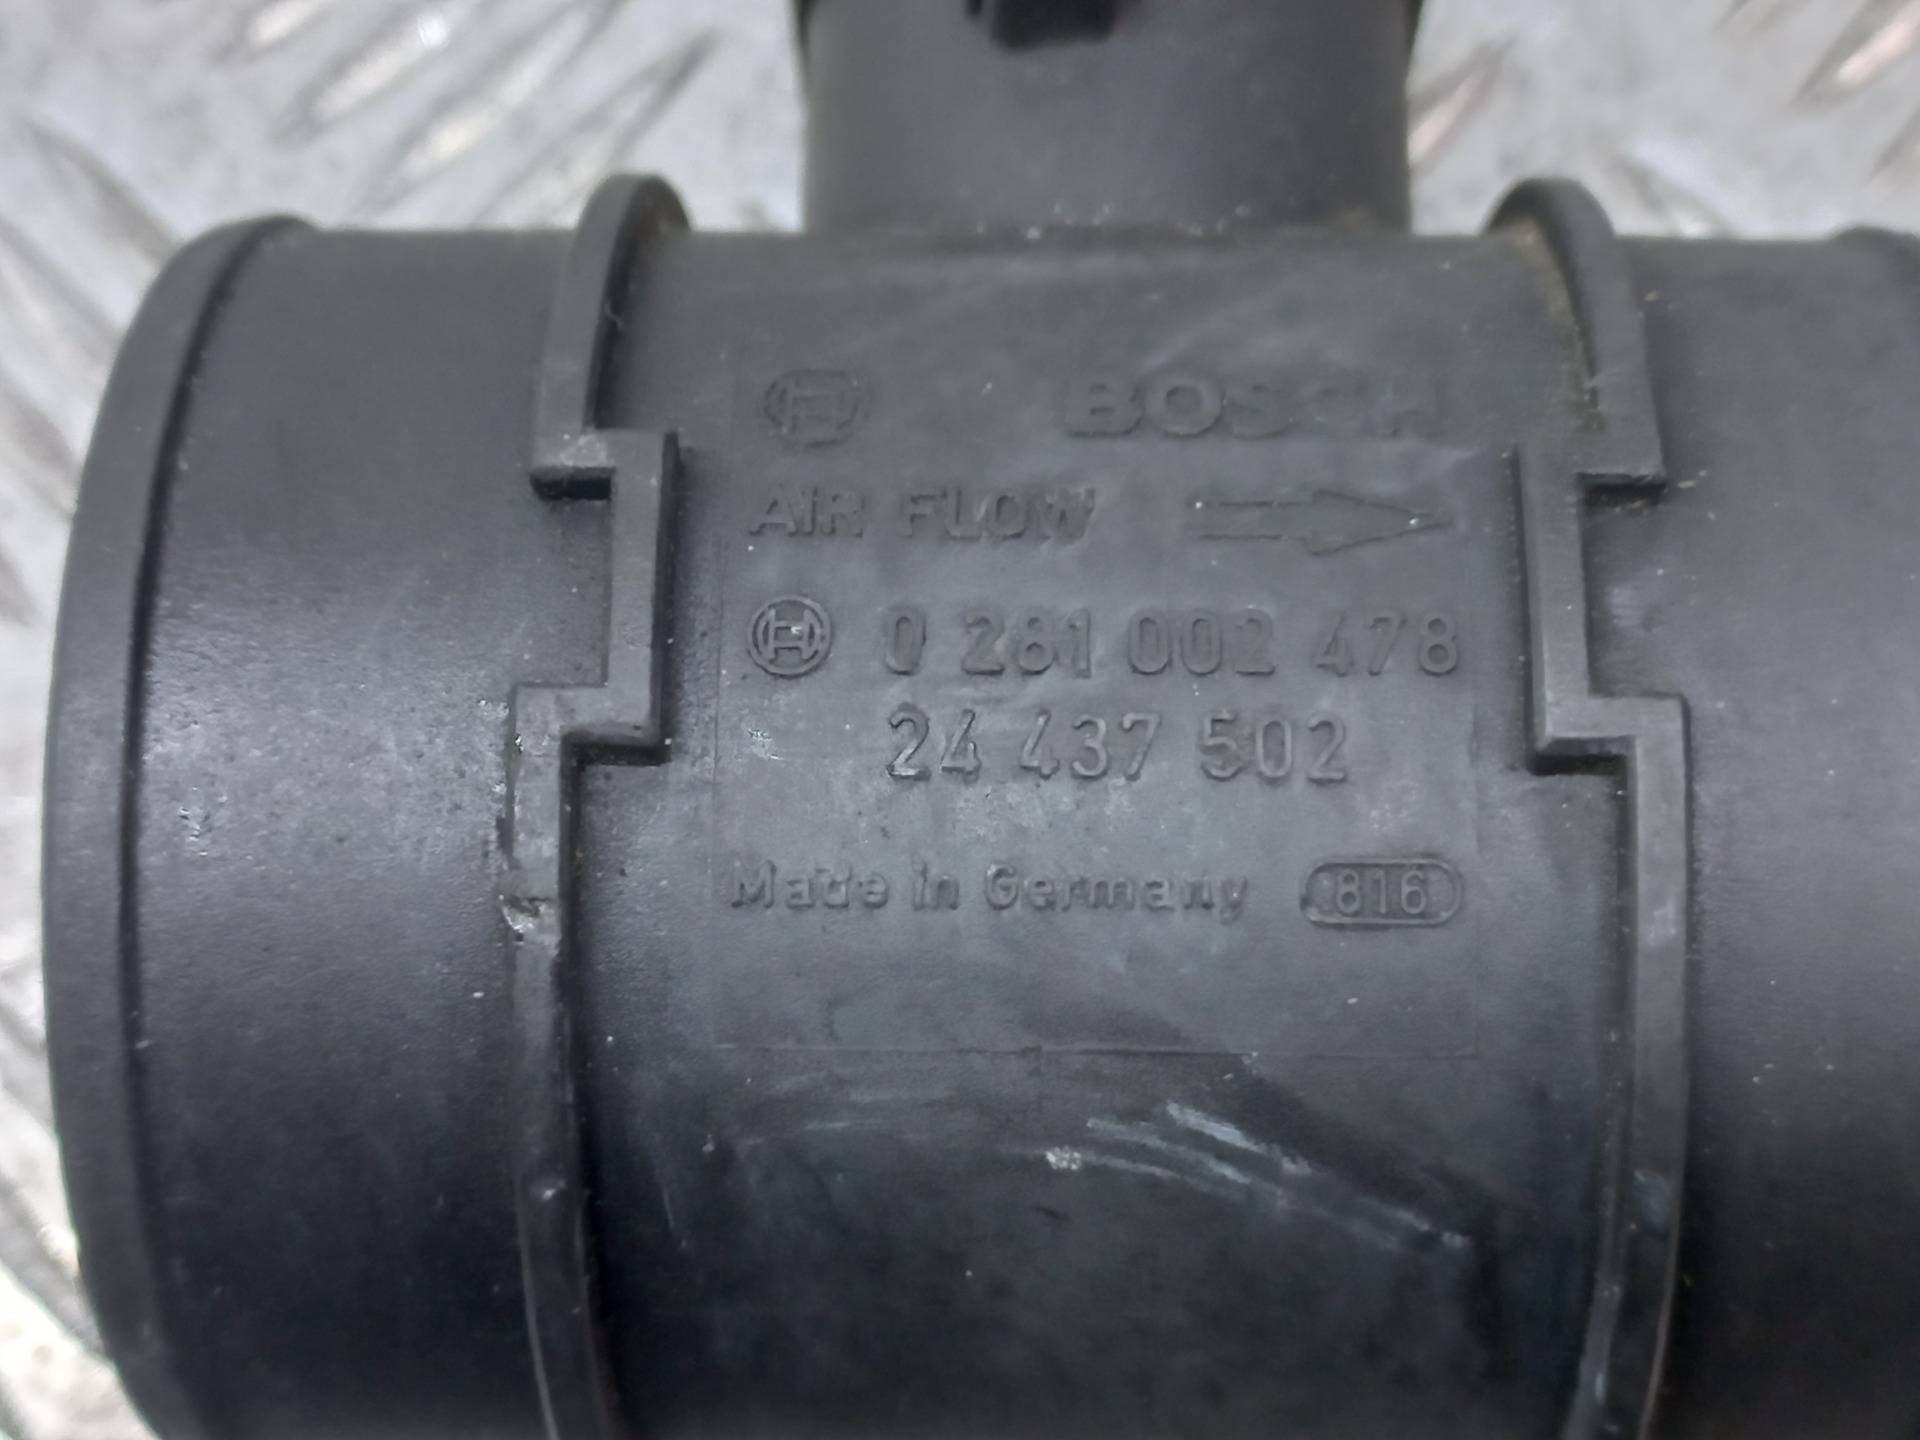 BOSCH
AIR FLOW
0 281 002 478
24 437 502
Made in Germany 816